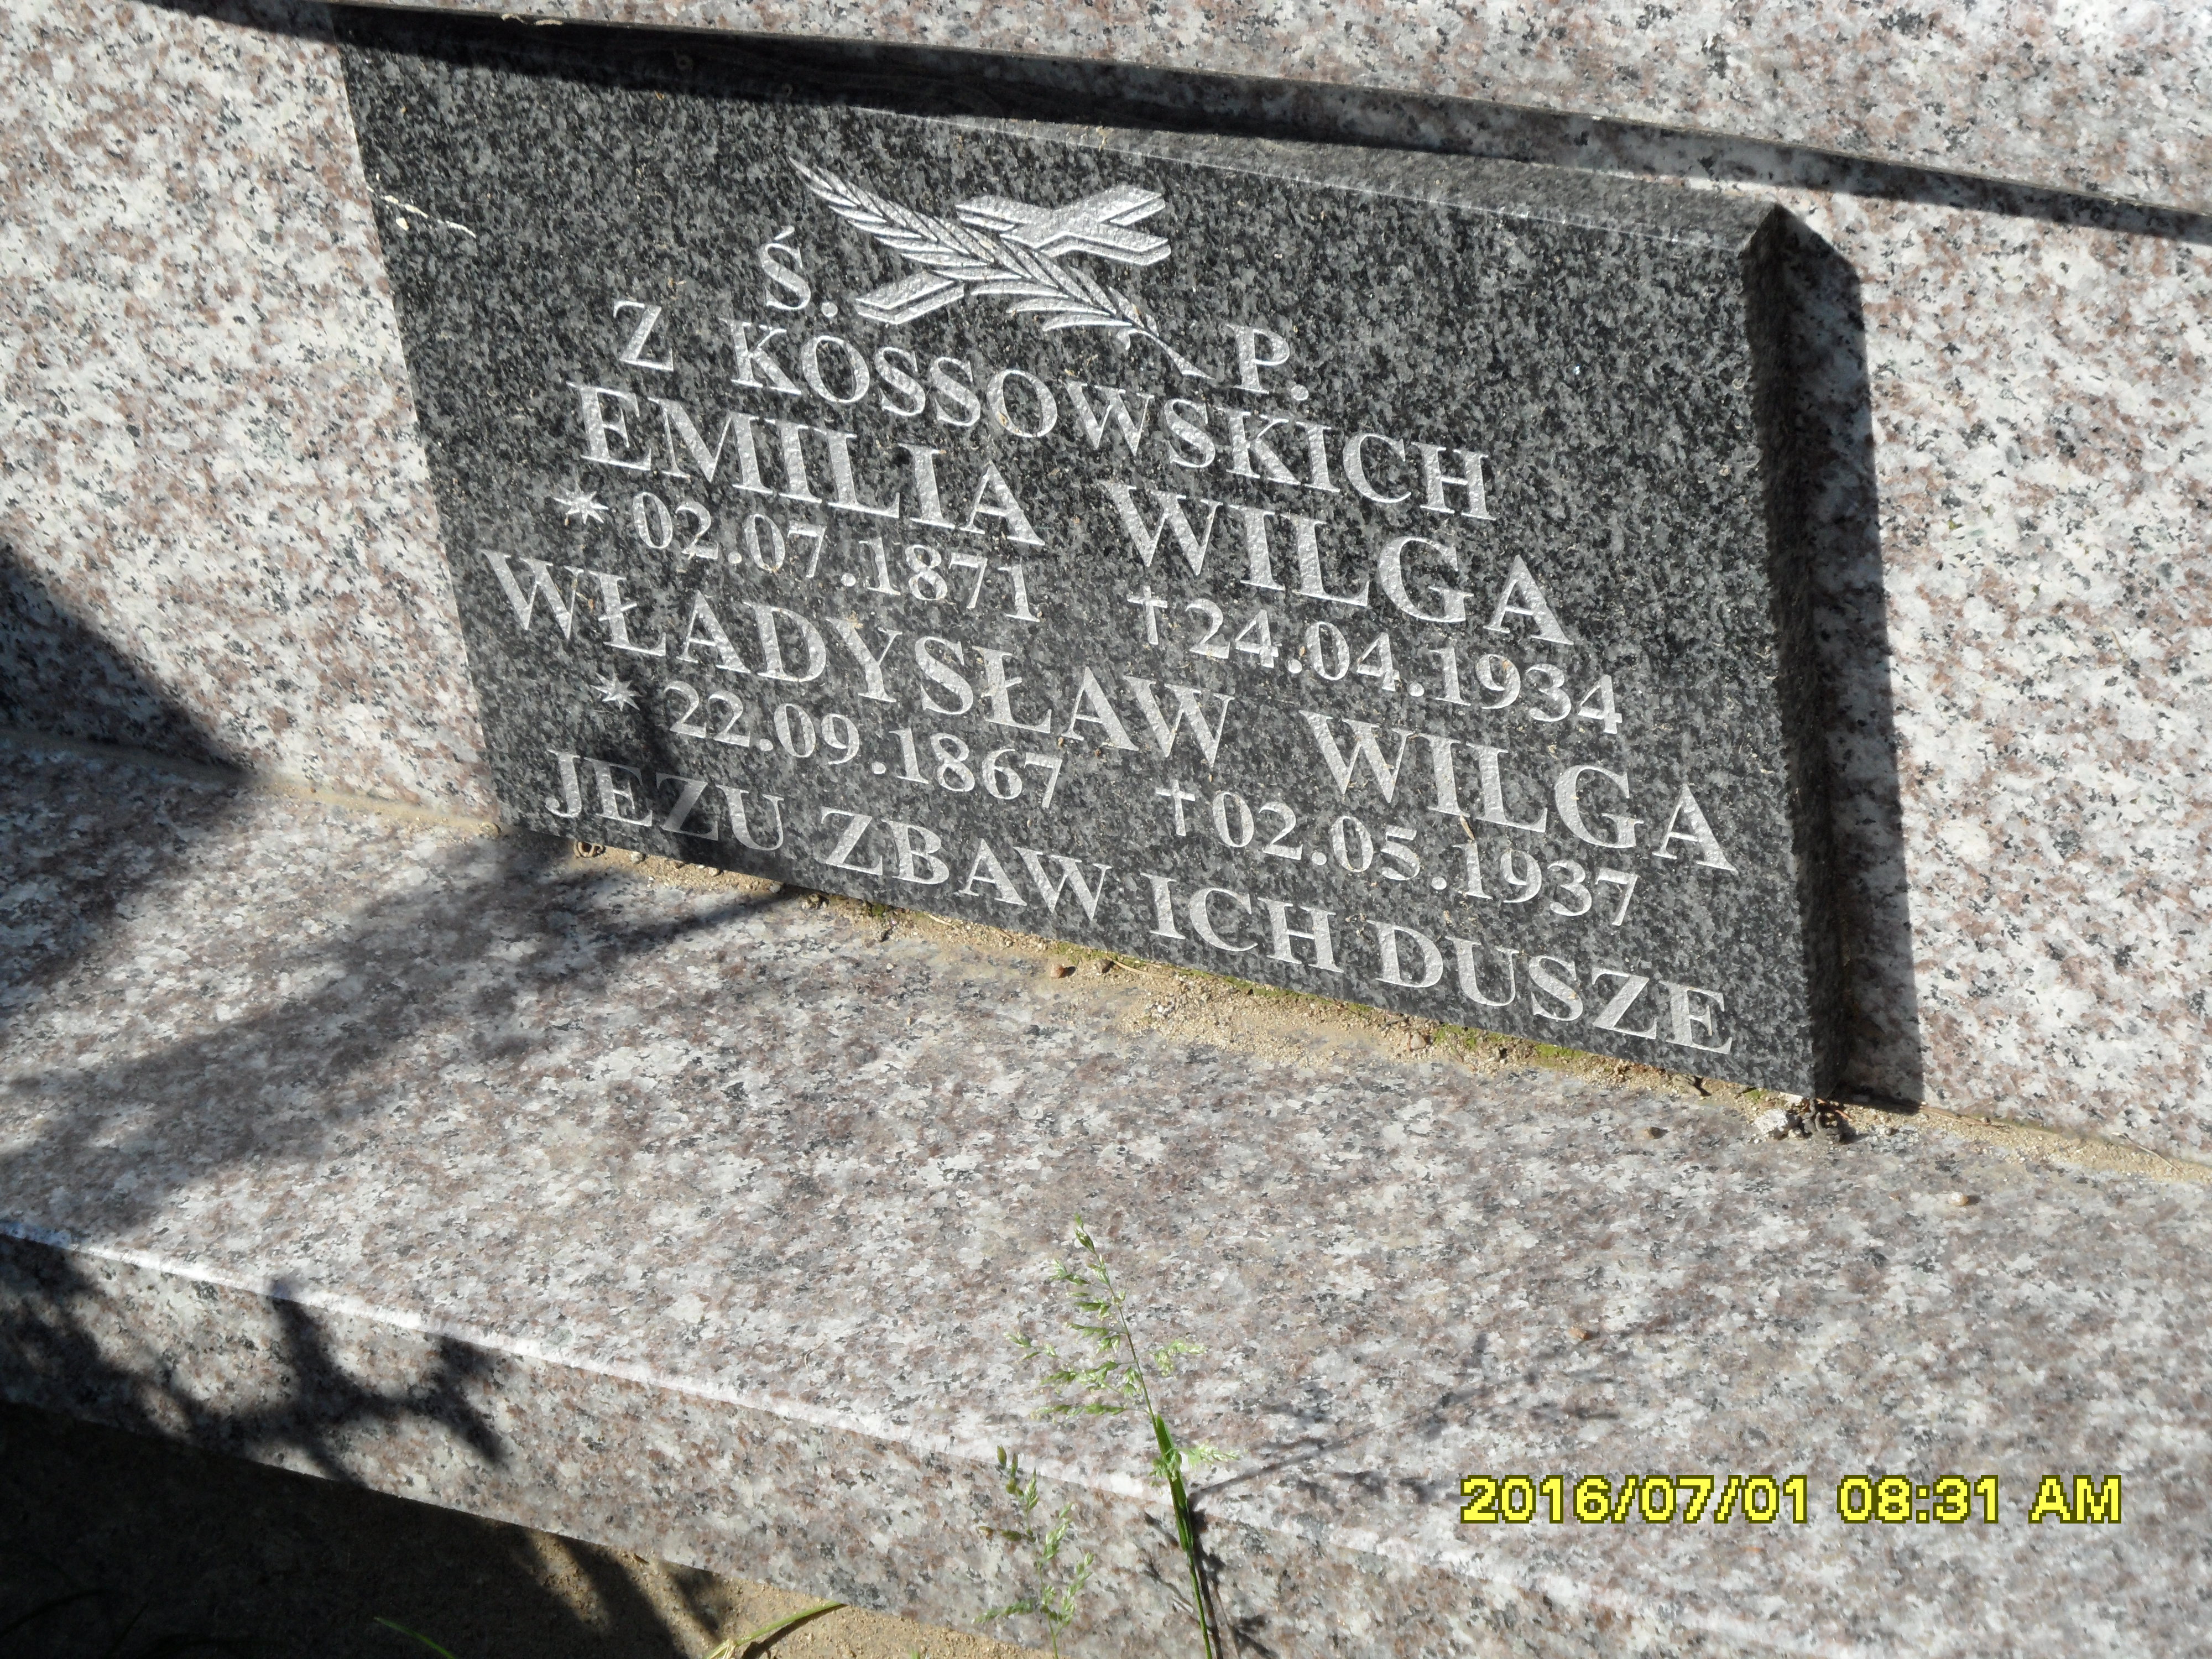 Ś. P.
Z KOSSOWSKICH
EMILIA WILGA
* 02.07.1871 †24.04.1934
WŁADYSŁAW WILGA
* 22.09.1867 †02.05.1937
JEZU ZBAW ICH DUSZE
2016/07/01 08:31 AM